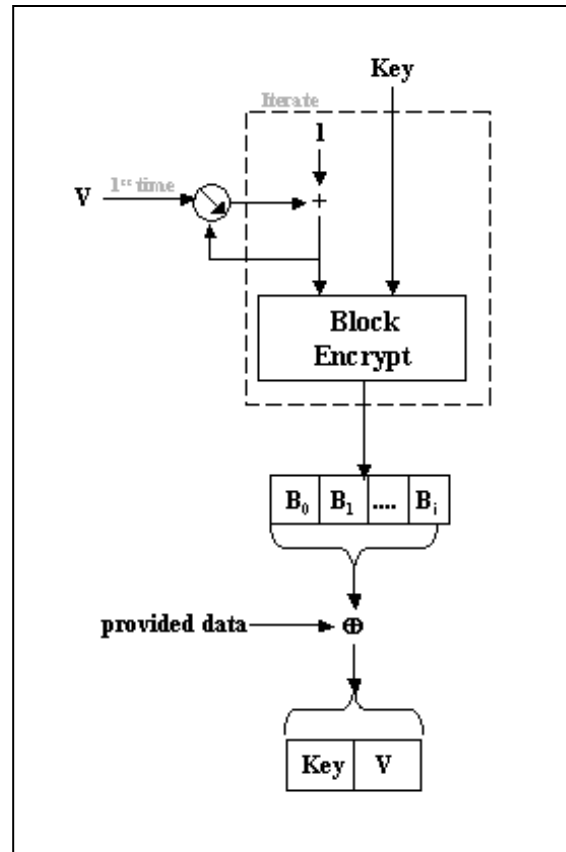 Key
Iterate
1
V 1st time
+
Block
Encrypt
B0 B1 .... Bi
provided data ⊕
Key V